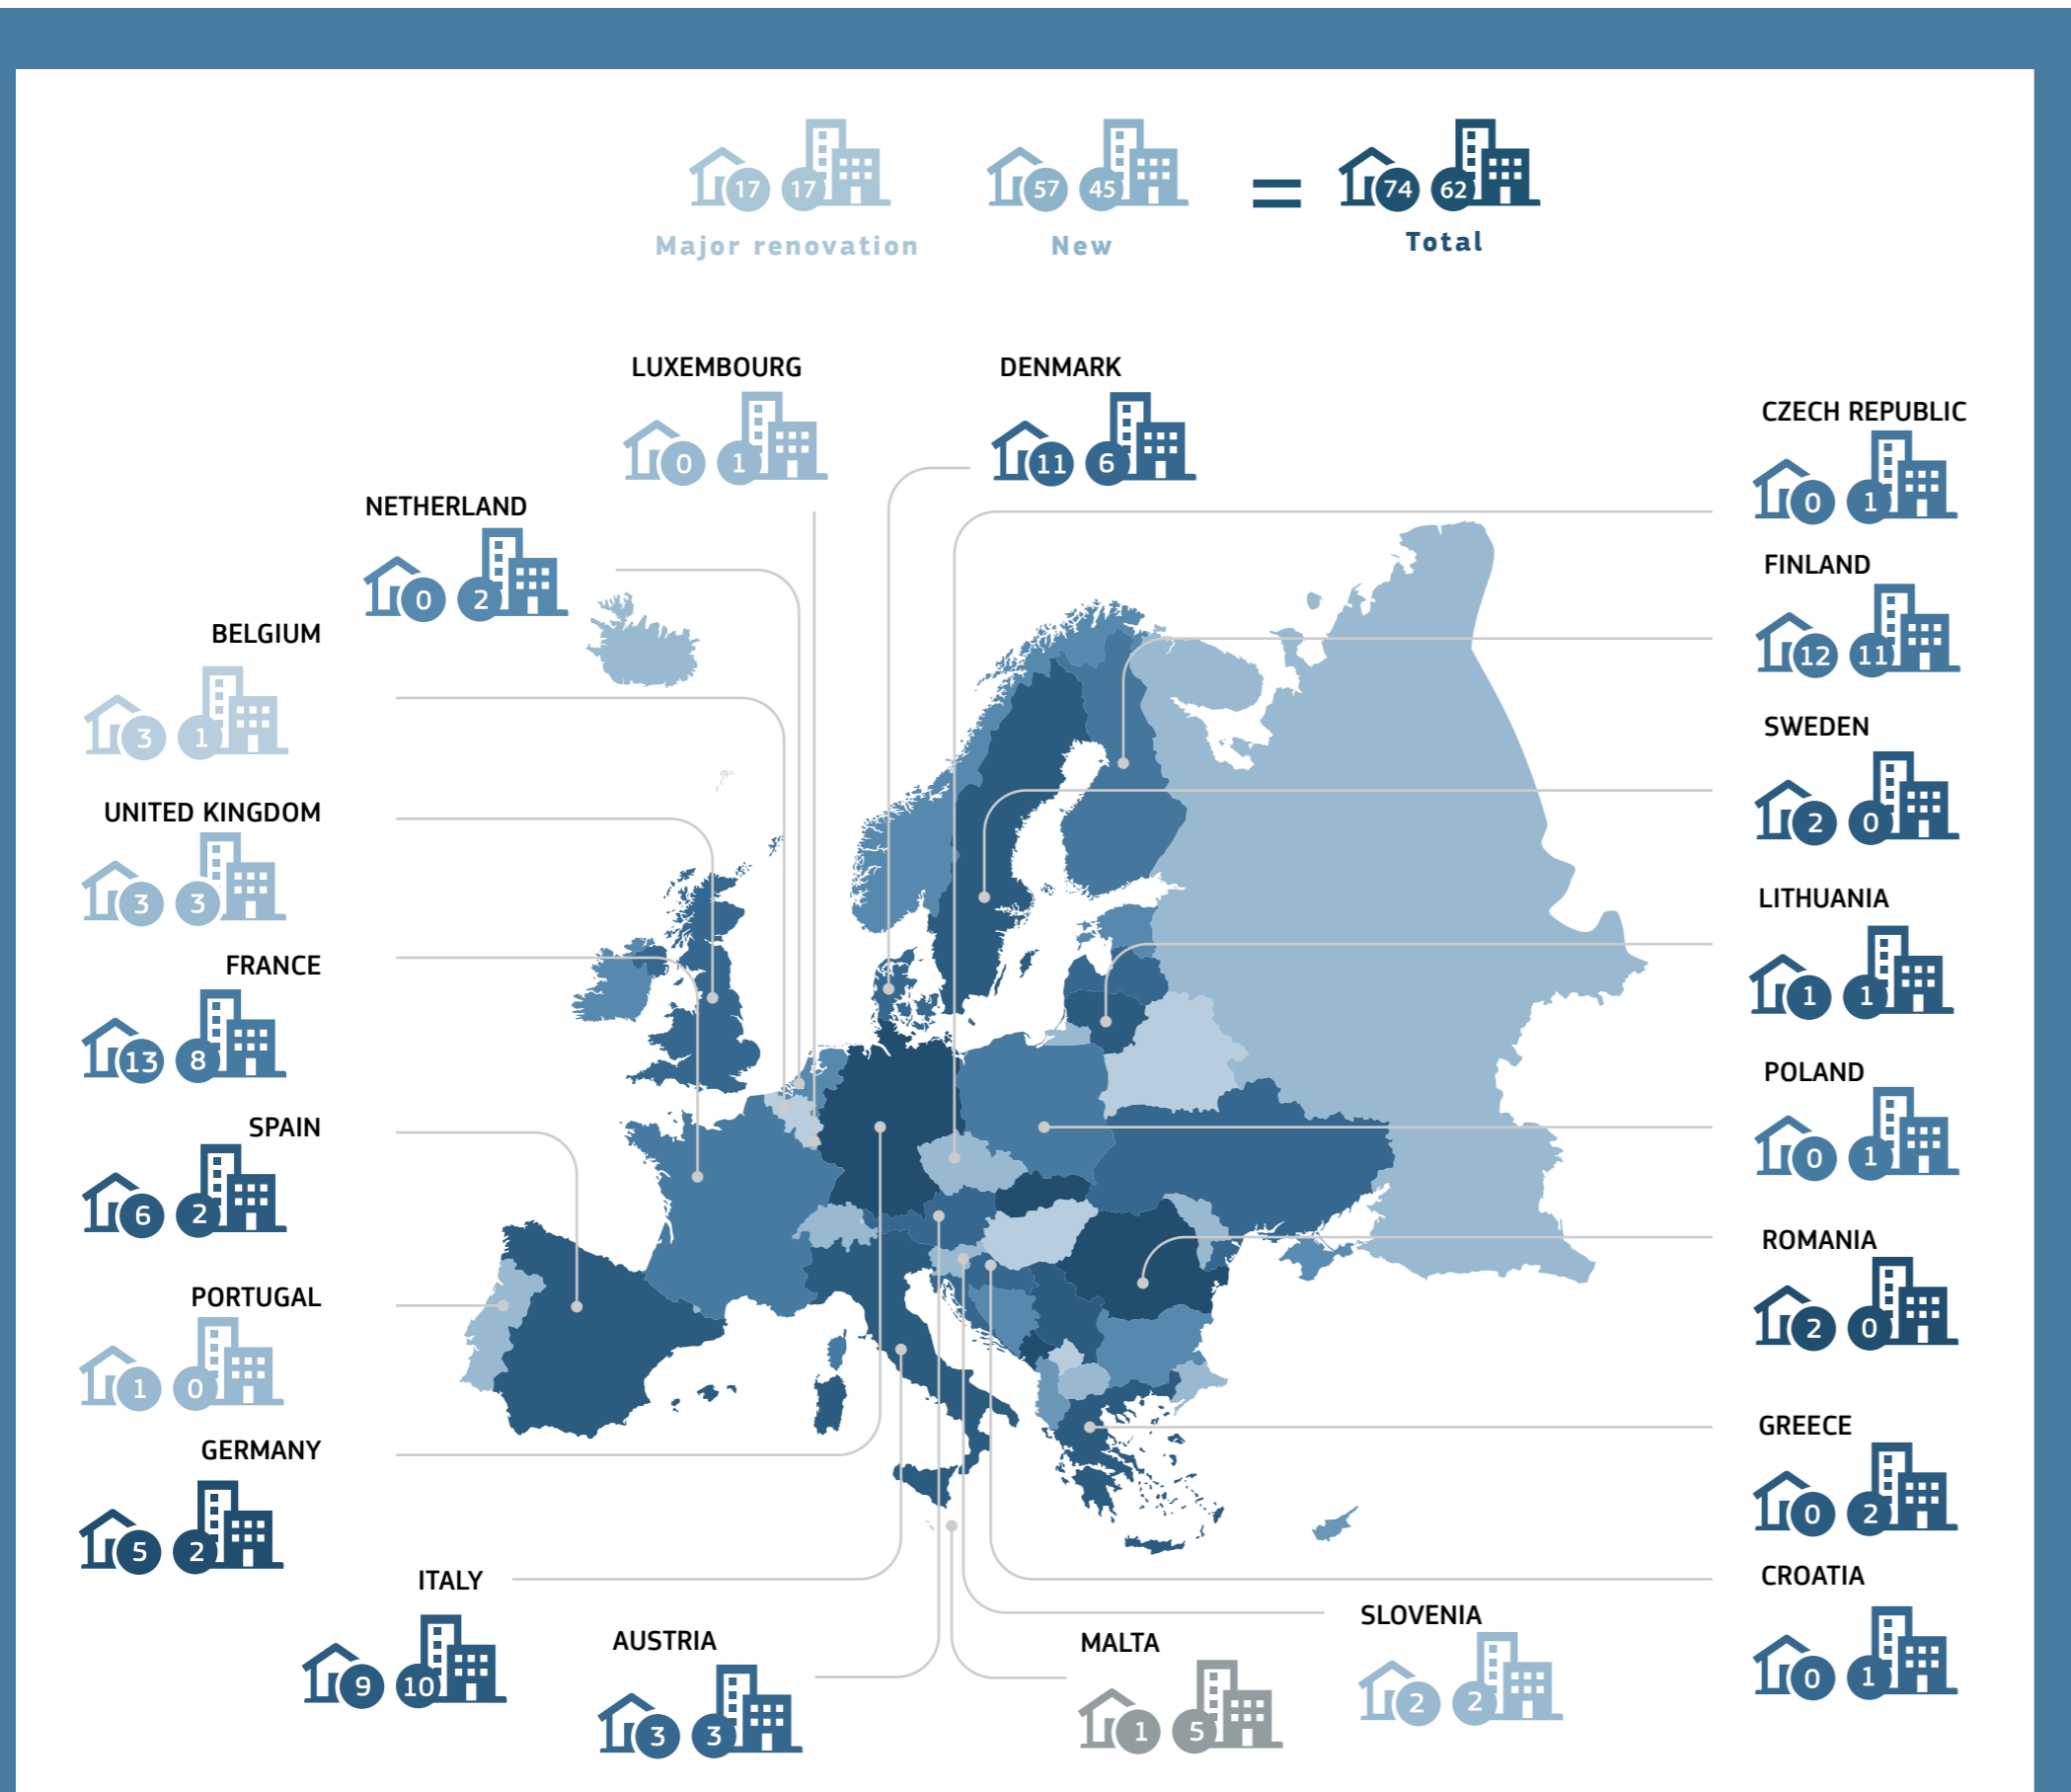 17 17 57 45 74 62
Major renovation New = Total
LUXEMBOURG
0 1
DENMARK
11 6
CZECH REPUBLIC
0 1
NETHERLAND
0 2
FINLAND
12 11
BELGIUM
3 1
SWEDEN
2 0
UNITED KINGDOM
3 3
LITHUANIA
1 1
FRANCE
13 8
POLAND
0 1
SPAIN
6 2
ROMANIA
2 0
PORTUGAL
1 0
GREECE
0 2
GERMANY
5 2
CROATIA
0 1
ITALY
9 10
AUSTRIA
3 3
MALTA
1 5
SLOVENIA
2 2